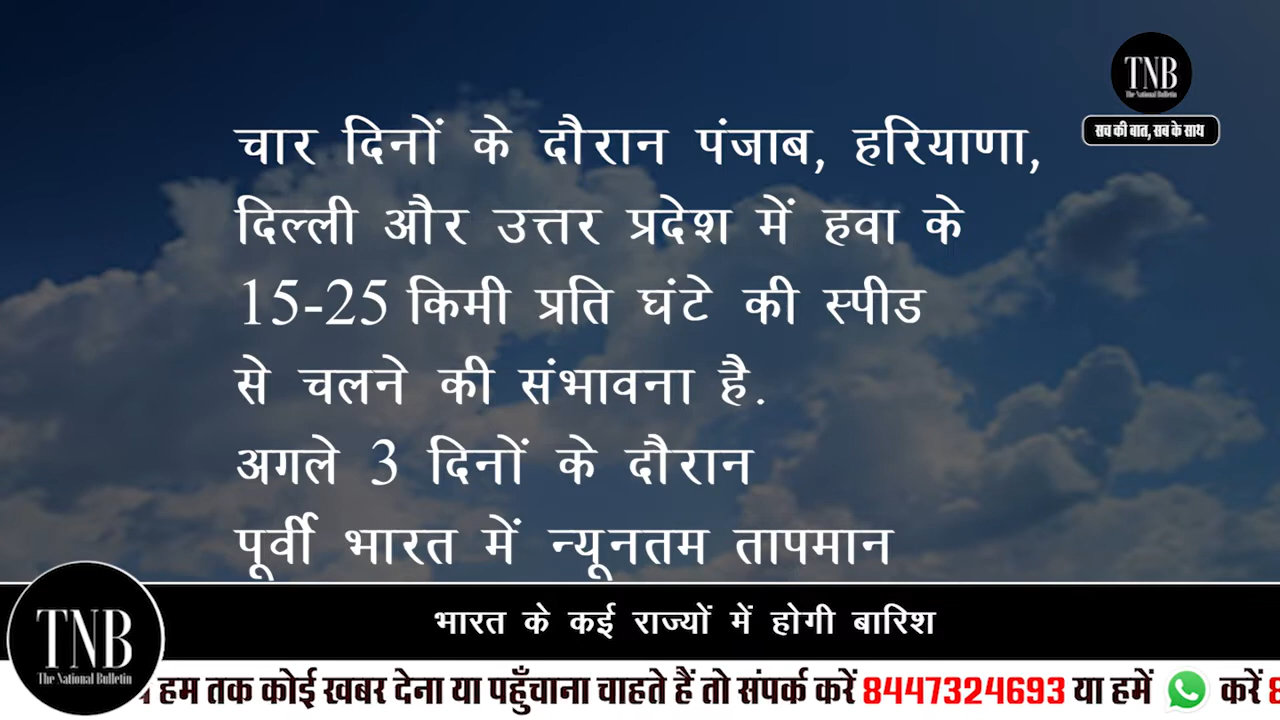 TNB
The National Bulletin
सच की बात, सब के साथ
चार दिनों के दौरान पंजाब, हरियाणा,
दिल्ली और उत्तर प्रदेश में हवा के
15-25 किमी प्रति घंटे की स्पीड
से चलने की संभावना है.
अगले 3 दिनों के दौरान
पूर्वी भारत में न्यूनतम तापमान
भारत के कई राज्यों में होगी बारिश
TNB
The National Bulletin
हम तक कोई खबर देना या पहुँचाना चाहते हैं तो संपर्क करें 8447324693 या हमें करें